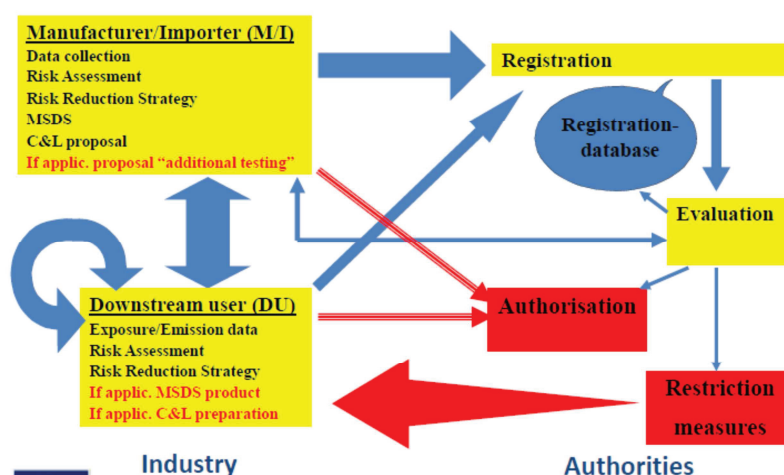 Manufacturer/Importer (M/I)
Data collection
Risk Assessment
Risk Reduction Strategy
MSDS
C&L proposal
If applic. proposal “additional testing”
Registration
Registration-
database
Evaluation
Downstream user (DU)
Exposure/Emission data
Risk Assessment
Risk Reduction Strategy
If applic. MSDS product
If applic. C&L preparation
Authorisation
Restriction
measures
Industry
Authorities